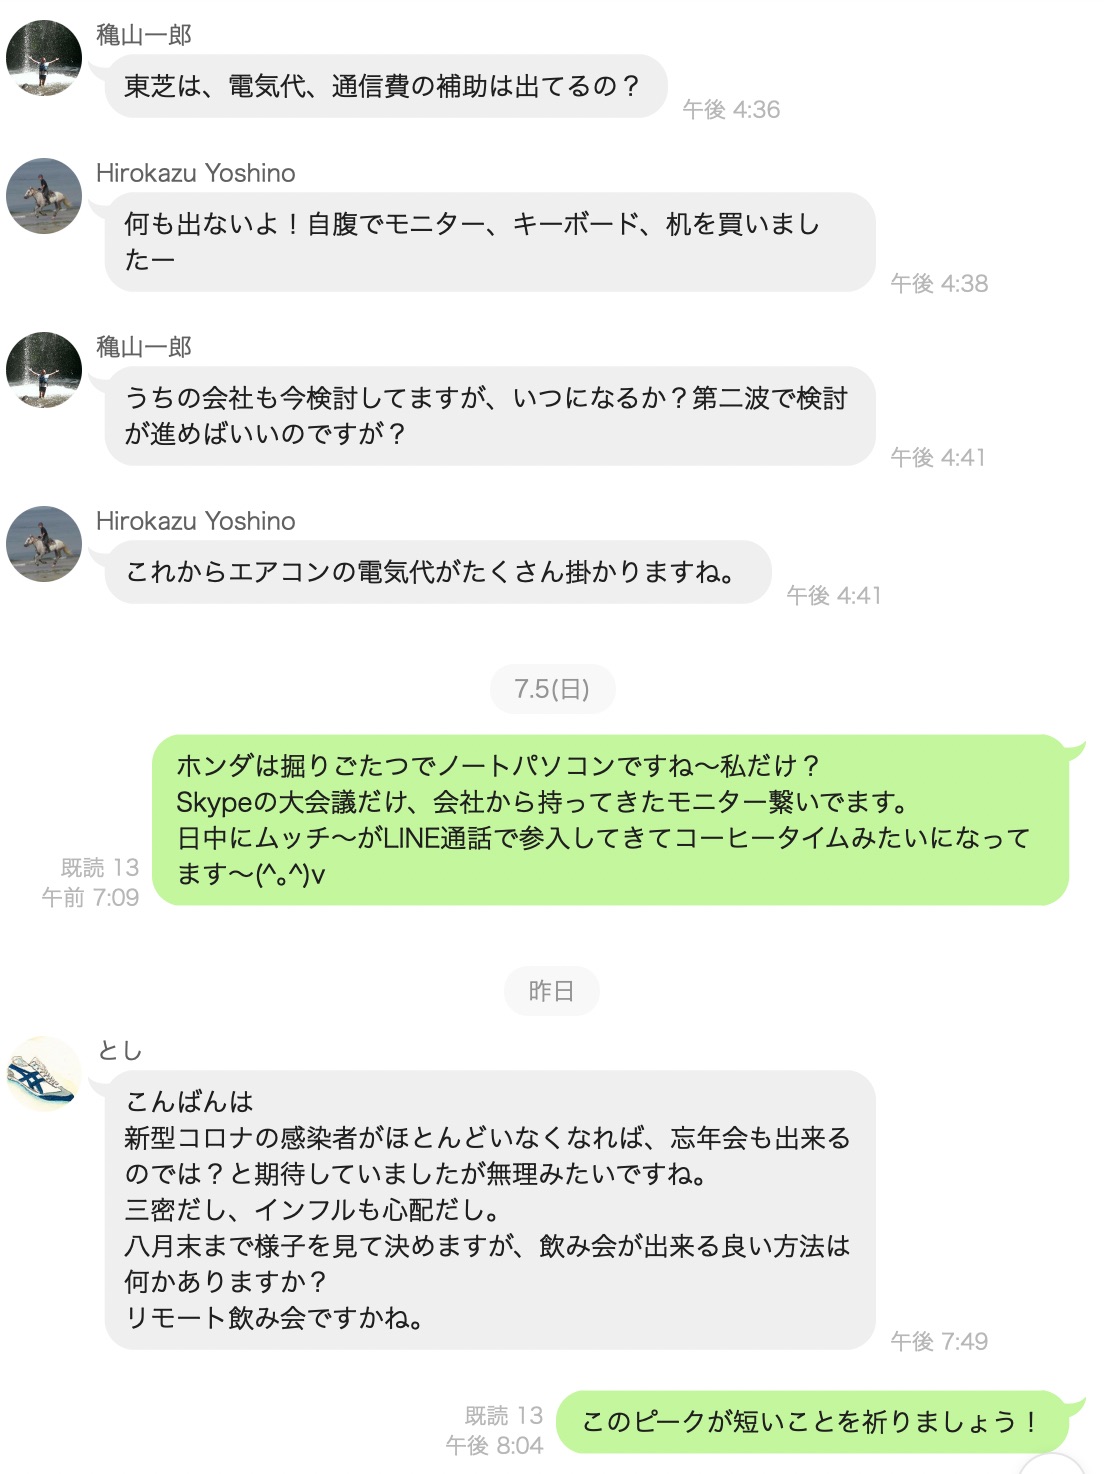 穐山一郎
東芝は、電気代、通信費の補助は出てるの？
午後 4:36
Hirokazu Yoshino
何も出ないよ！自腹でモニター、キーボード、机を買いまし
たー
午後 4:38
穐山一郎
うちの会社も今検討してますが、いつになるか？第二波で検討
が進めばいいのですが？
午後 4:41
Hirokazu Yoshino
これからエアコンの電気代がたくさん掛かりますね。
午後 4:41
7.5(日)
ホンダは掘りごたつでノートパソコンですね〜私だけ？
Skypeの大会議だけ、会社から持ってきたモニター繋いでます。
日中にムッチ〜がLINE通話で参入してきてコーヒータイムみたいになって
ます〜(^｡^)v
既読 13
午前 7:09
昨日
とし
こんばんは
新型コロナの感染者がほとんどいなくなれば、忘年会も出来る
のでは？と期待していましたが無理みたいですね。
三密だし、インフルも心配だし。
八月末まで様子を見て決めますが、飲み会が出来る良い方法は
何かありますか？
リモート飲み会ですかね。
午後 7:49
このピークが短いことを祈りましょう！
既読 13
午後 8:04